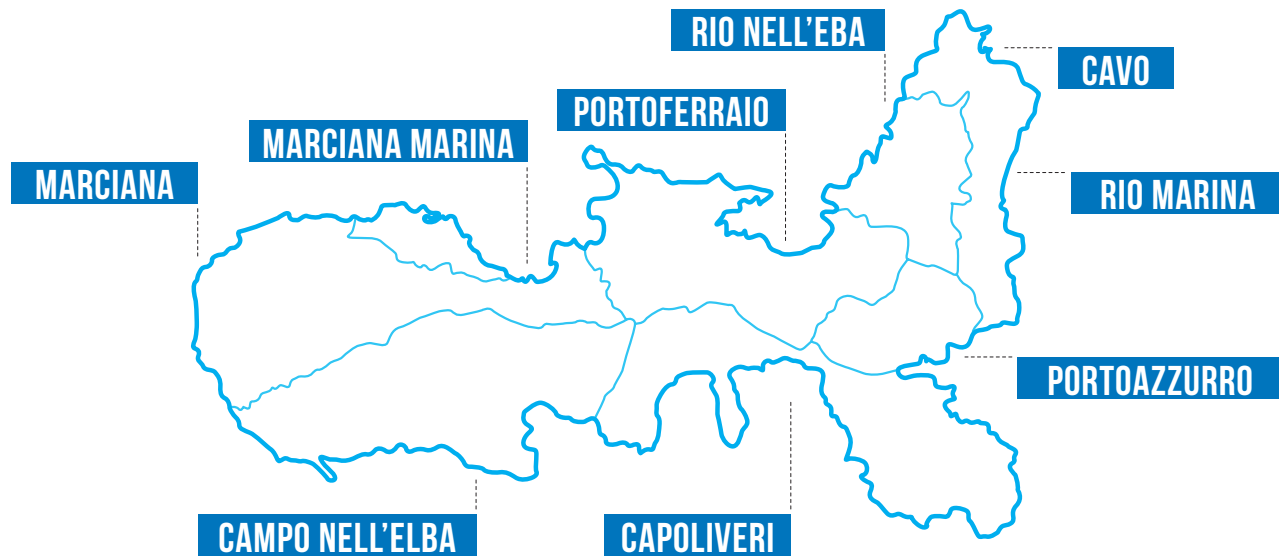 RIO NELL'EBA
CAVO
PORTOFERRAIO
MARCIANA MARINA
MARCIANA
RIO MARINA
PORTOAZZURRO
CAMPO NELL'ELBA
CAPOLIVERI